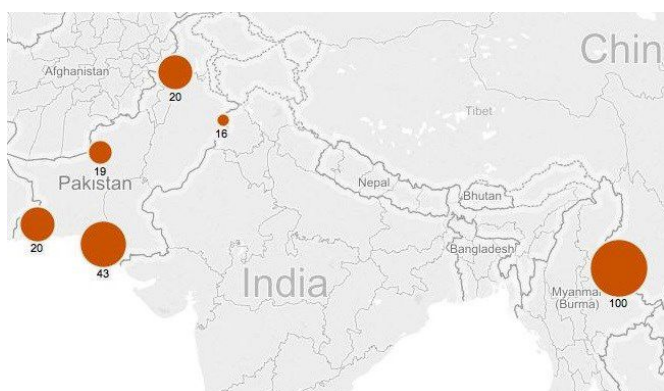 Chin
Afghanistan
20
Tibet
16
19
Pakistan
Nepal
Bhutan
20
43
Bangladesh
India
Myanmar
(Burma)
100